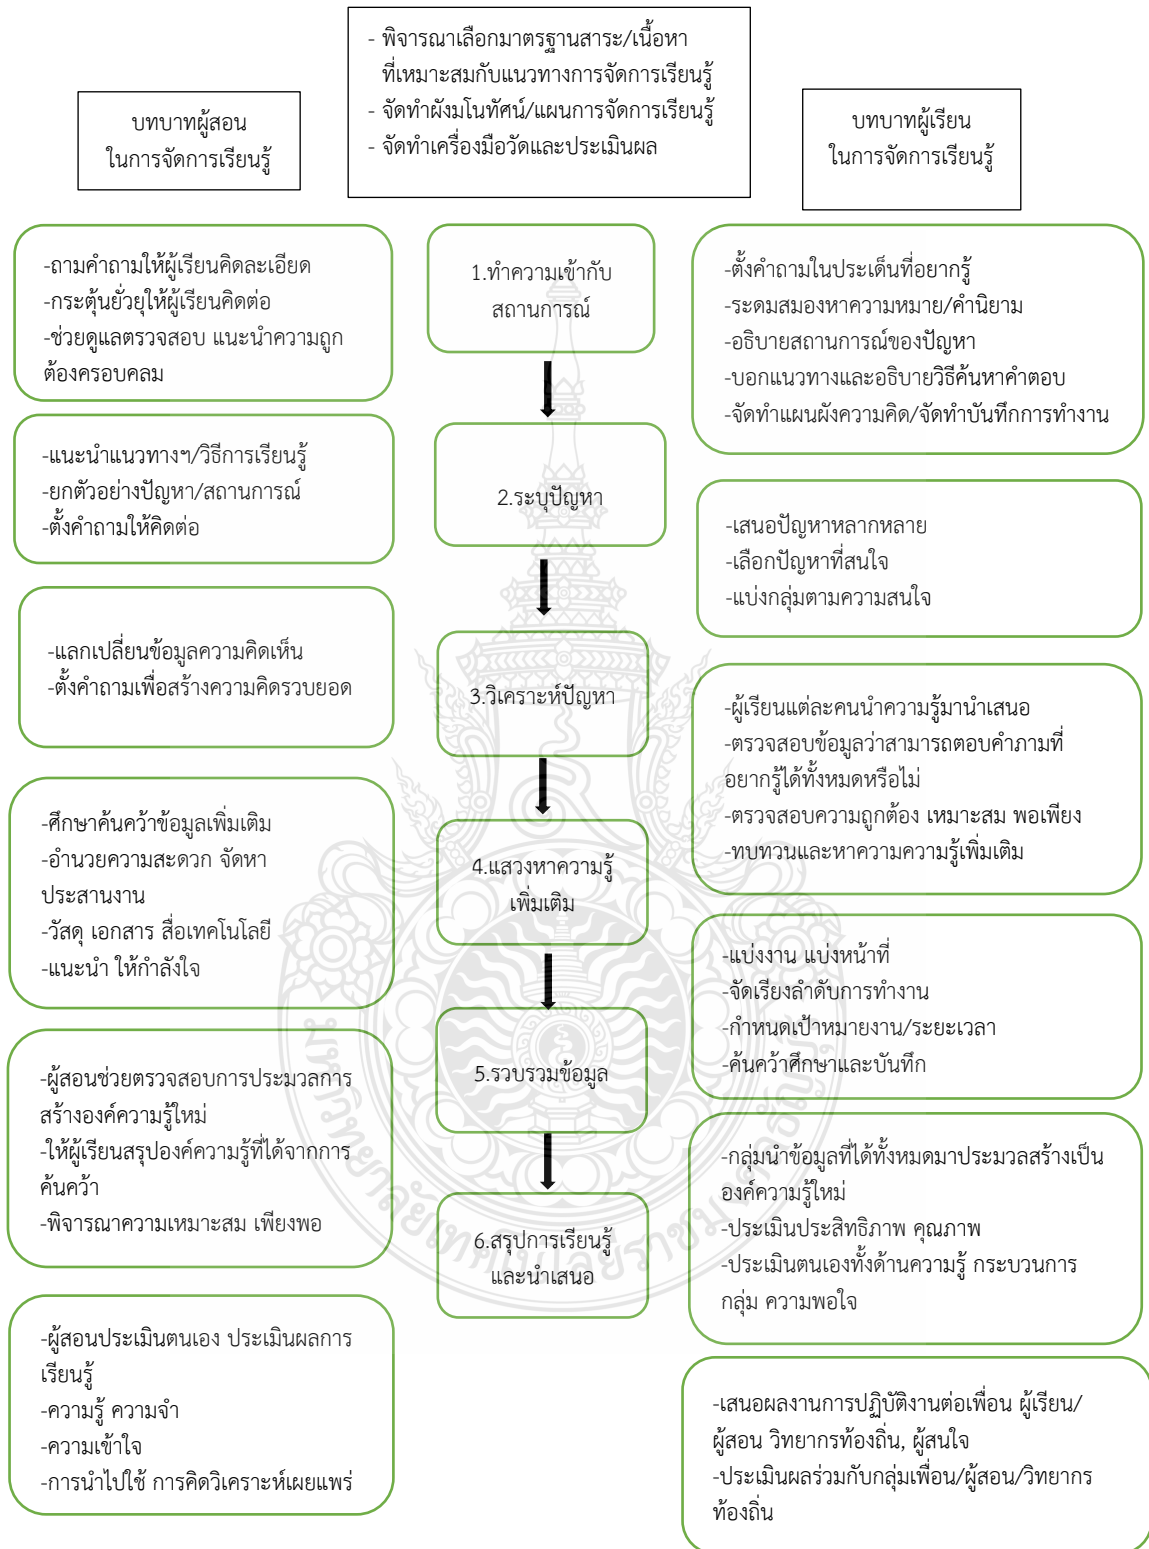 - พิจารณาเลือกมาตรฐานสาระ/เนื้อหา
ที่เหมาะสมกับแนวทางการจัดการเรียนรู้
- จัดทำผังมโนทัศน์/แผนการจัดการเรียนรู้
- จัดทำเครื่องมือวัดและประเมินผล
บทบาทผู้สอน
ในการจัดการเรียนรู้
บทบาทผู้เรียน
ในการจัดการเรียนรู้
-ถามคำถามให้ผู้เรียนคิดละเอียด
-กระตุ้นยั่วยุให้ผู้เรียนคิดต่อ
-ช่วยดูแลตรวจสอบ แนะนำความถูก
ต้องครอบคลม
1.ทำความเข้ากับ
สถานการณ์
-ตั้งคำถามในประเด็นที่อยากรู้
-ระดมสมองหาความหมาย/คำนิยาม
-อธิบายสถานการณ์ของปัญหา
-บอกแนวทางและอธิบายวิธีค้นหาคำตอบ
-จัดทำแผนผังความคิด/จัดทำบันทึกการทำงาน
-แนะนำแนวทางฯ/วิธีการเรียนรู้
-ยกตัวอย่างปัญหา/สถานการณ์
-ตั้งคำถามให้คิดต่อ
2.ระบุปัญหา
-เสนอปัญหาหลากหลาย
-เลือกปัญหาที่สนใจ
-แบ่งกลุ่มตามความสนใจ
-แลกเปลี่ยนข้อมูลความคิดเห็น
-ตั้งคำถามเพื่อสร้างความคิดรวบยอด
3.วิเคราะห์ปัญหา
-ผู้เรียนแต่ละคนนำความรู้มานำเสนอ
-ตรวจสอบข้อมูลว่าสามารถตอบคำภามที่
อยากรู้ได้ทั้งหมดหรือไม่
-ตรวจสอบความถูกต้อง เหมาะสม พอเพียง
-ทบทวนและหาความความรู้เพิ่มเติม
-ศึกษาค้นคว้าข้อมูลเพิ่มเติม
-อำนวยความสะดวก จัดหา
ประสานงาน
-วัสดุ เอกสาร สื่อเทคโนโลยี
-แนะนำ ให้กำลังใจ
4.แสวงหาความรู้
เพิ่มเติม
-แบ่งงาน แบ่งหน้าที่
-จัดเรียงลำดับการทำงาน
-กำหนดเป้าหมายงาน/ระยะเวลา
-ค้นคว้าศึกษาและบันทึก
-ผู้สอนช่วยตรวจสอบการประมวลการ
สร้างองค์ความรู้ใหม่
-ให้ผู้เรียนสรุปองค์ความรู้ที่ได้จากการ
ค้นคว้า
-พิจารณาความเหมาะสม เพียงพอ
5.รวบรวมข้อมูล
-กลุ่มนำข้อมูลที่ได้ทั้งหมดมาประมวลสร้างเป็น
องค์ความรู้ใหม่
-ประเมินประสิทธิภาพ คุณภาพ
-ประเมินตนเองทั้งด้านความรู้ กระบวนการ
กลุ่ม ความพอใจ
6.สรุปการเรียนรู้
และนำเสนอ
-ผู้สอนประเมินตนเอง ประเมินผลการ
เรียนรู้
-ความรู้ ความจำ
-ความเข้าใจ
-การนำไปใช้ การคิดวิเคราะห์เผยแพร่
-เสนอผลงานการปฏิบัติงานต่อเพื่อน ผู้เรียน/
ผู้สอน วิทยากรท้องถิ่น, ผู้สนใจ
-ประเมินผลร่วมกับกลุ่มเพื่อน/ผู้สอน/วิทยากร
ท้องถิ่น
มหาวิทยาลัยเทคโนโลยีราชมงคลธัญบุรี